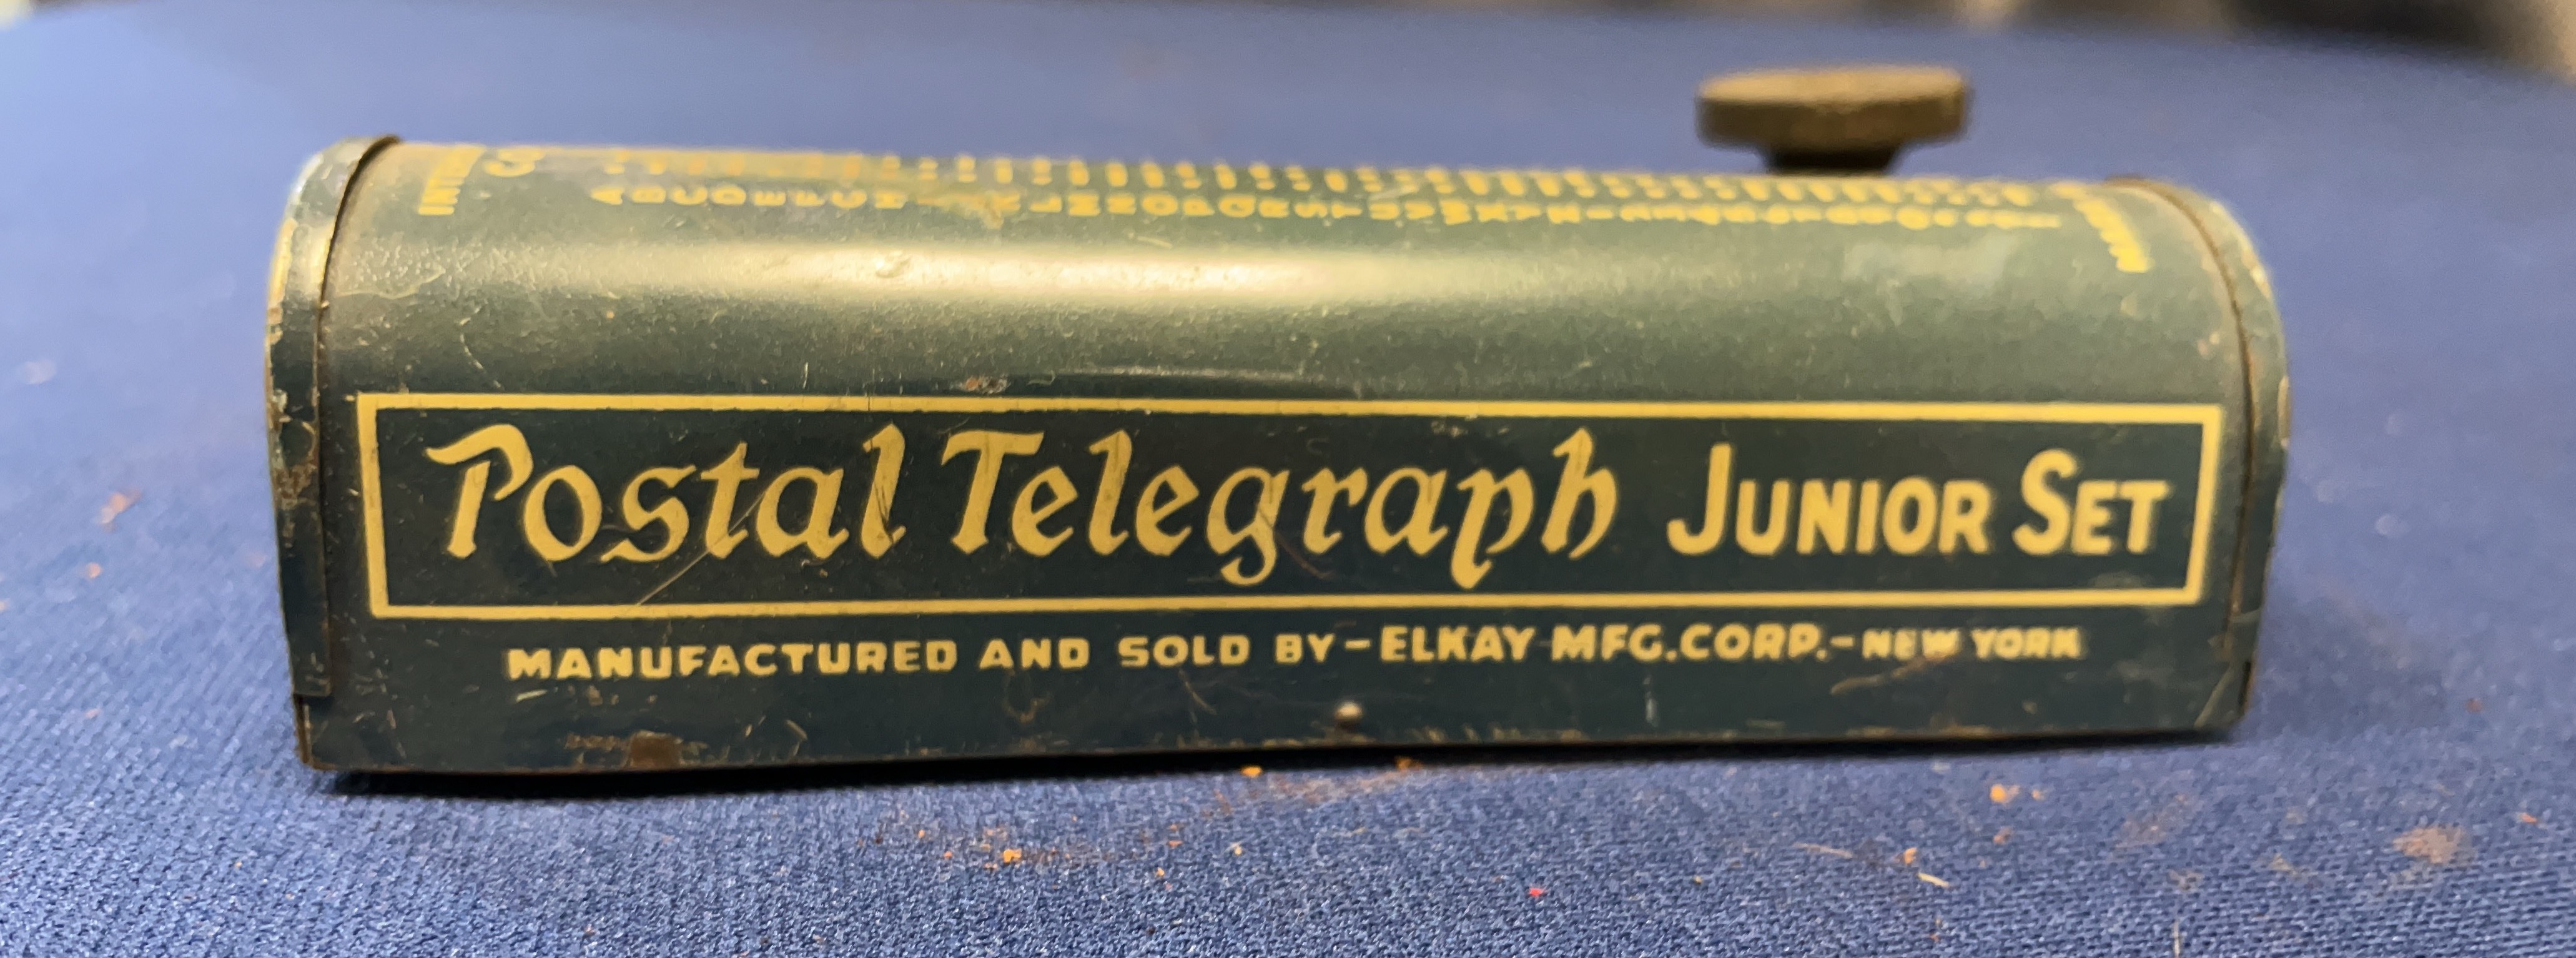 A B C D E F G H
Postal Telegraph JUNIOR SET
MANUFACTURED AND SOLD BY-ELKAY MFG.CORP.-NEW YORK